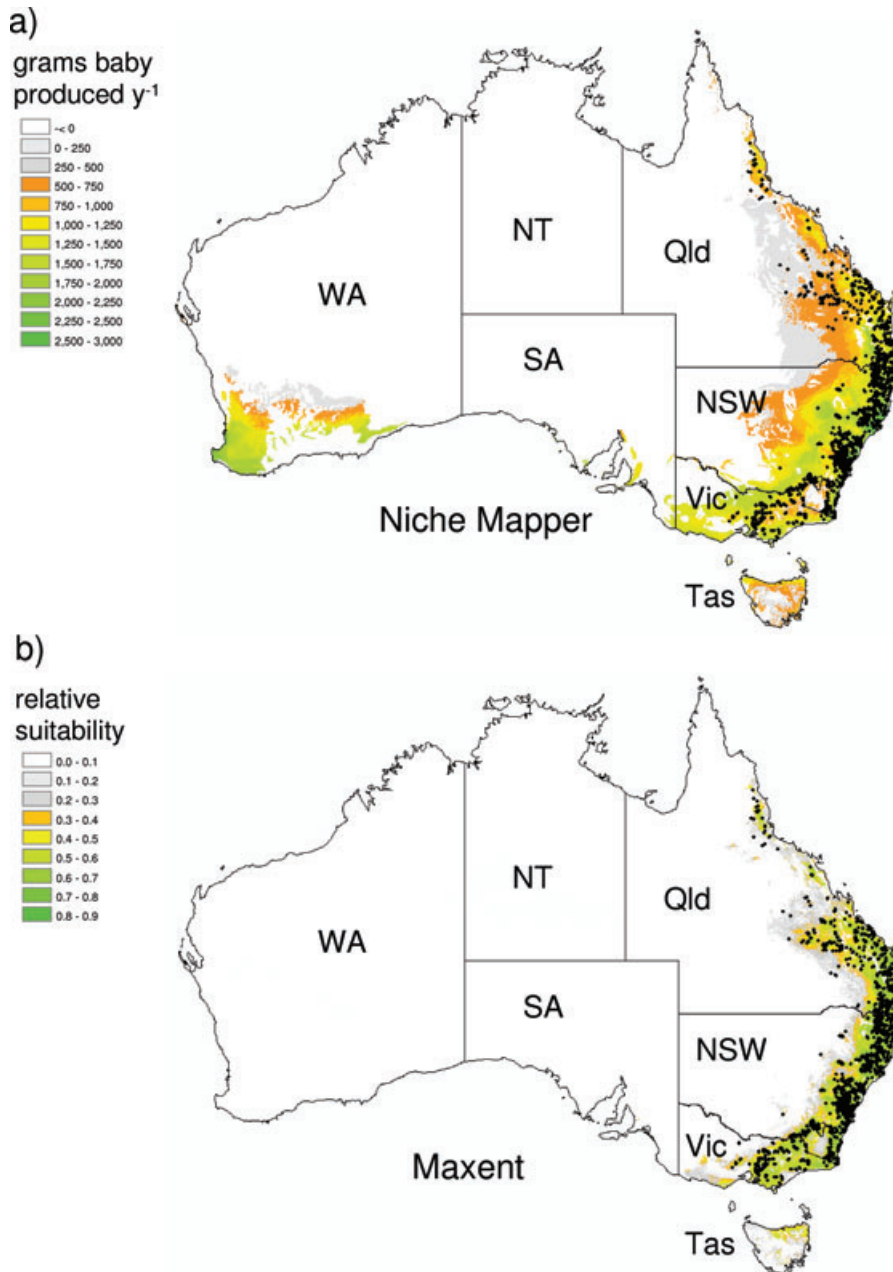 a)
grams baby
produced y-1
-< 0
0 - 250
250 - 500
500 - 750
750 - 1,000
1,000 - 1,250
1,250 - 1,500
1,500 - 1,750
1,750 - 2,000
2,000 - 2,250
2,250 - 2,500
2,500 - 3,000
NT
Qld
WA
SA
NSW
Vic
Niche Mapper
Tas
b)
relative
suitability
0.0 - 0.1
0.1 - 0.2
0.2 - 0.3
0.3 - 0.4
0.4 - 0.5
0.5 - 0.6
0.6 - 0.7
0.7 - 0.8
0.8 - 0.9
NT
Qld
WA
SA
NSW
Vic
Maxent
Tas